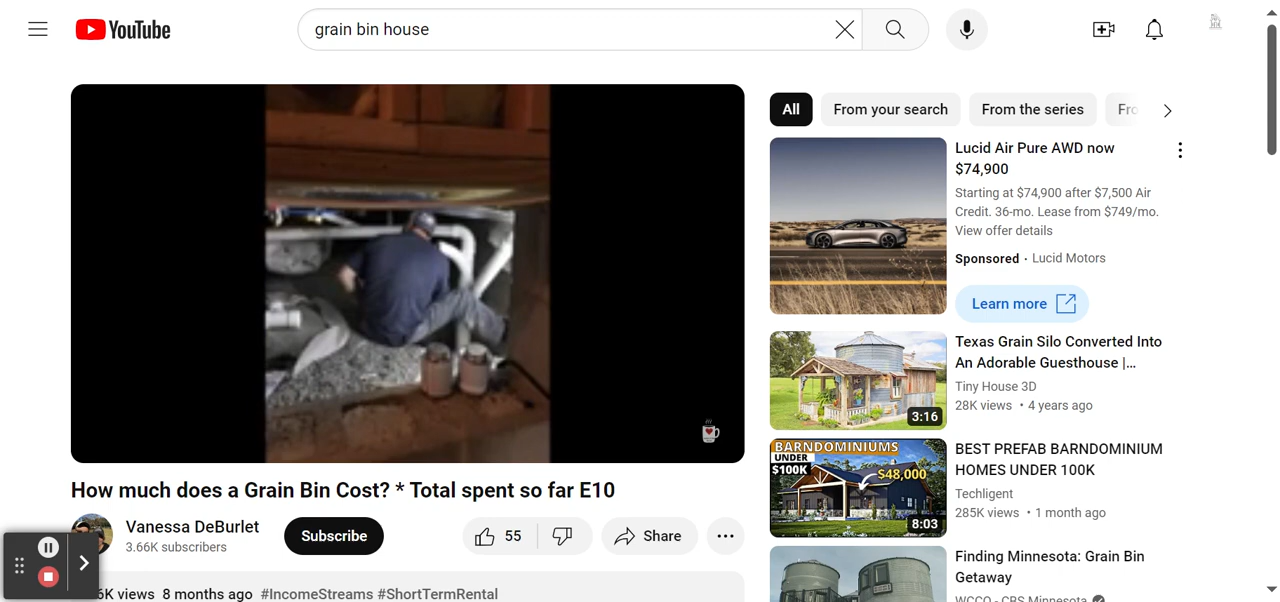 YouTube
grain bin house
All
From your search
From the series
Fro
Lucid Air Pure AWD now
$74,900
Starting at $74,900 after $7,500 Air
Credit. 36-mo. Lease from $749/mo.
View offer details
Sponsored · Lucid Motors
Learn more
Texas Grain Silo Converted Into
An Adorable Guesthouse |...
Tiny House 3D
28K views • 4 years ago
3:16
BARNDOMINIUMS
UNDER
$100K
$48,000
8:03
BEST PREFAB BARNDOMINIUM
HOMES UNDER 100K
Techligent
285K views • 1 month ago
Finding Minnesota: Grain Bin
Getaway
WCCO - CBS Minnesota
How much does a Grain Bin Cost? * Total spent so far E10
Vanessa DeBurlet
3.66K subscribers
Subscribe
55
Share
6K views 8 months ago #IncomeStreams #ShortTermRental